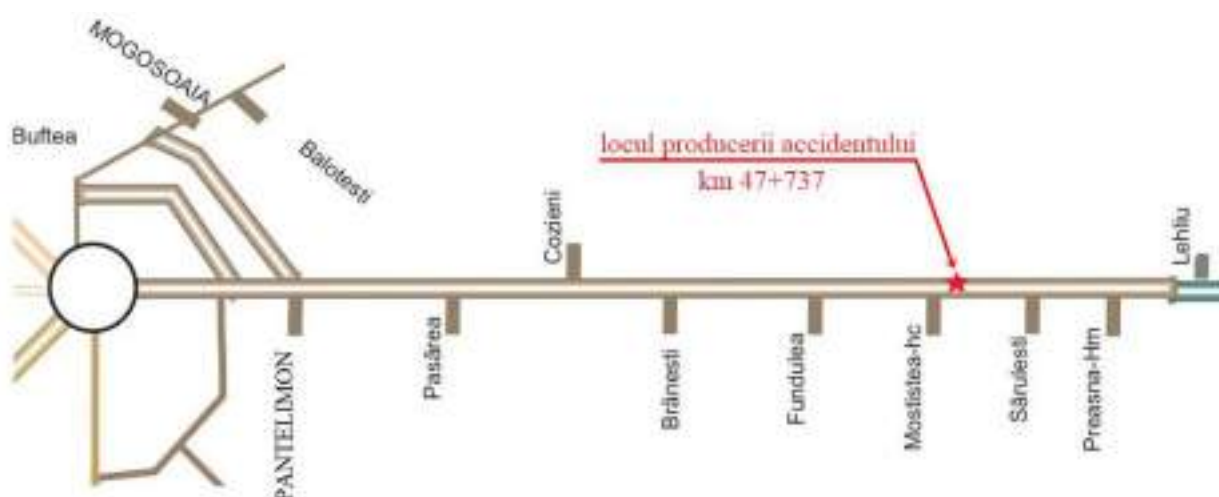 MOGOSOAIA
Buftea
Balotesti
locul producerii accidentului
km 47+737
Cozieni
Lehliu
PANTELIMON
Pasărea
Brănești
Fundulea
Mostistea-hc
Sărulesti
Preasna-Hm